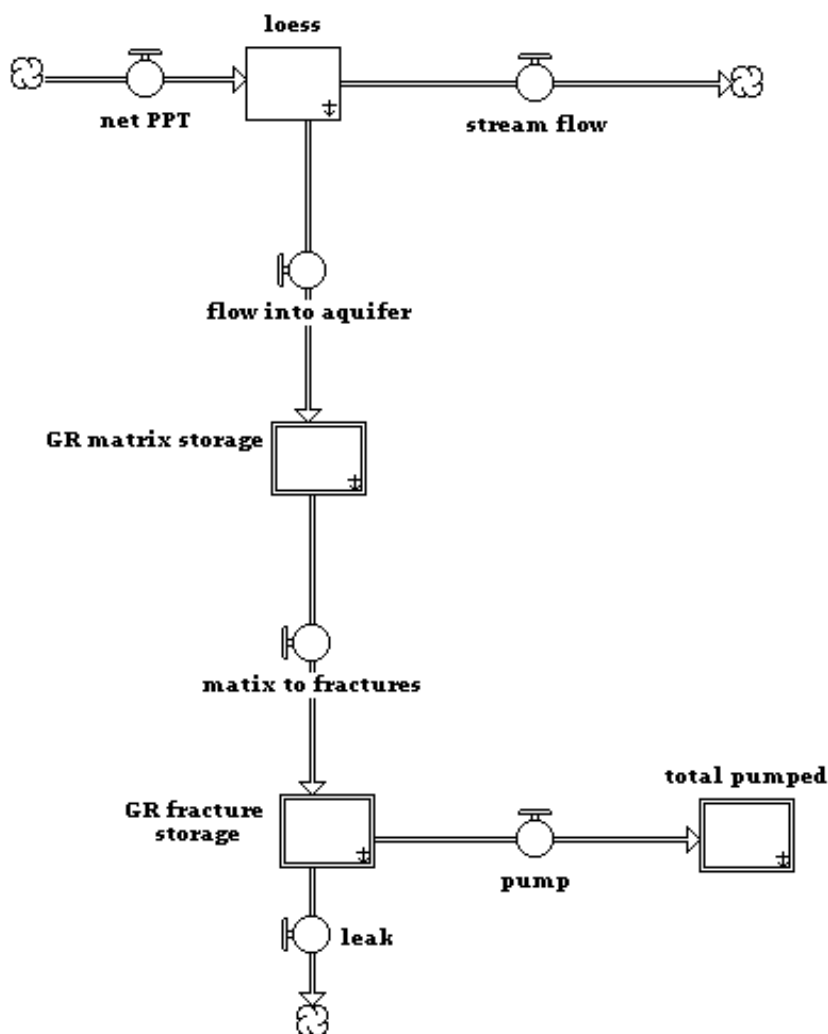 loess
net PPT
stream flow
flow into aquifer
GR matrix storage
matix to fractures
total pumped
GR fracture
storage
pump
leak